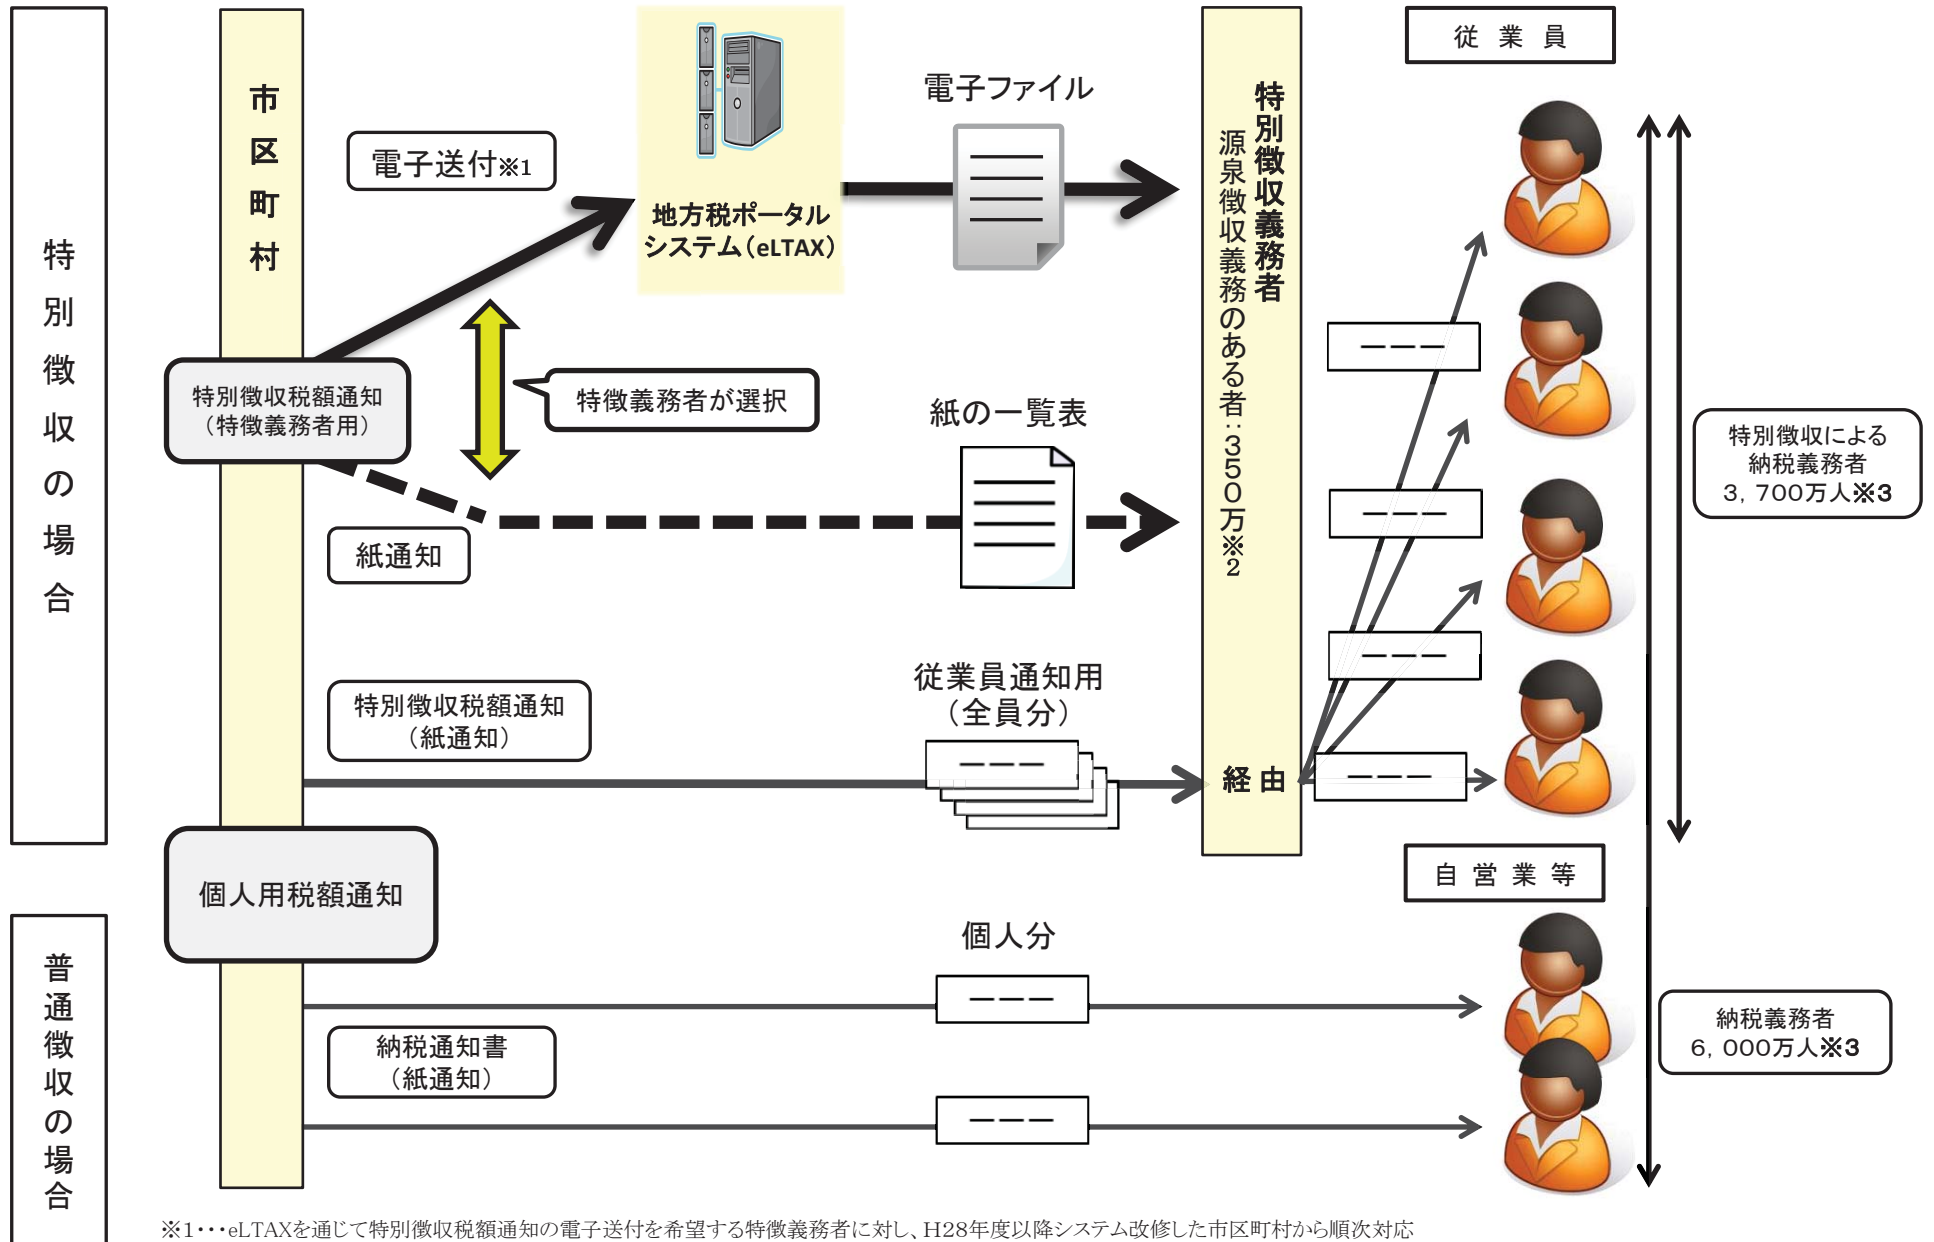 特別徴収の場合
市区町村
電子送付※1
地方税ポータル
システム（eLTAX）
電子ファイル
特別徴収義務者
源泉徴収義務のある者：350万※2
従業員
特別徴収税額通知
（特徴義務者用）
特徴義務者が選択
紙の一覧表
紙通知
特別徴収による
納税義務者
3，700万人※3
特別徴収税額通知
（紙通知）
従業員通知用
（全員分）
経由
個人用税額通知
自営業等
普通徴収の場合
個人分
納税通知書
（紙通知）
納税義務者
6，000万人※3
※1・・・eLTAXを通じて特別徴収税額通知の電子送付を希望する特徴義務者に対し、H28年度以降システム改修した市区町村から順次対応